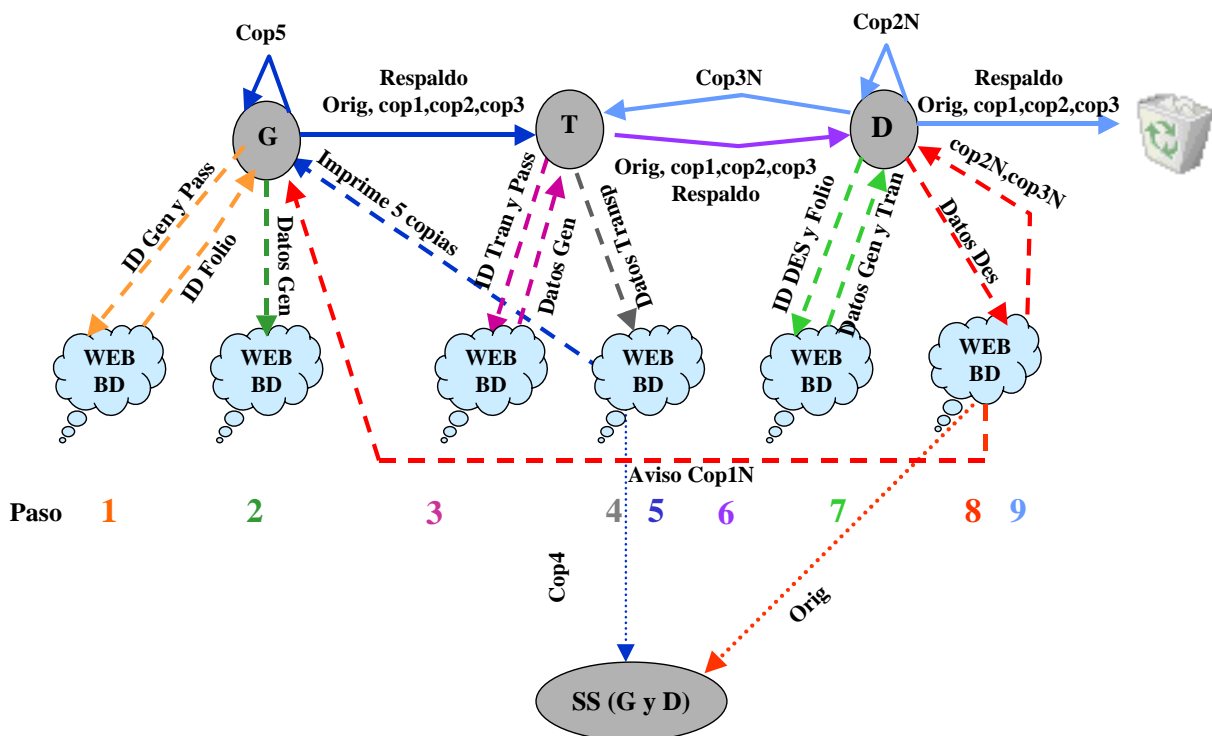 Cop5
Cop2N
Respaldo
Orig, cop1,cop2,cop3
Cop3N
Respaldo
Orig, cop1,cop2,cop3
G
T
D
Orig, cop1,cop2,cop3
Respaldo
cop2N,cop3N
Imprime 5 copias
ID Gen y Pass
ID Folio
Datos Gen
ID Tran y Pass
Datos Gen
Datos Transp
ID DES y Folio
Datos Gen y Tran
Datos Des
WEB
BD
WEB
BD
WEB
BD
WEB
BD
WEB
BD
WEB
BD
Aviso Cop1N
Paso 1 2 3 4 5 6 7 8 9
Cop4
Orig
SS (G y D)